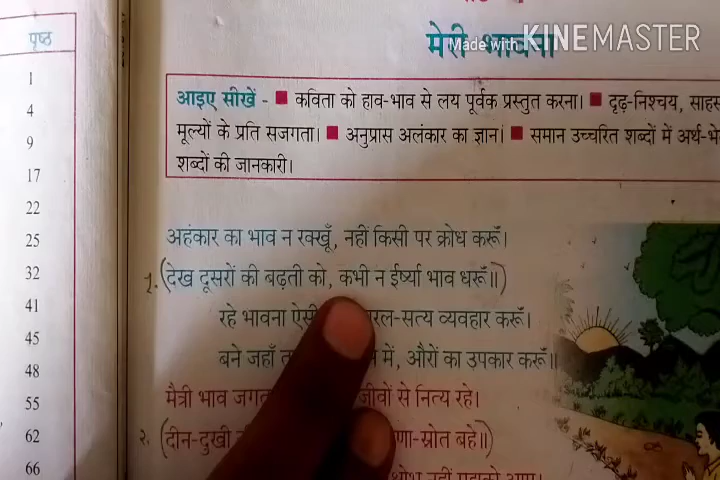 पृष्ठ
1
4
9
17
22
25
32
41
45
48
55
62
66
मेरी भावना
Made with KINEMASTER
आइए सीखें - ■ कविता को हाव-भाव से लय पूर्वक प्रस्तुत करना। ■ दृढ़-निश्चय, साहस
मूल्यों के प्रति सजगता। ■ अनुप्रास अलंकार का ज्ञान। ■ समान उच्चरित शब्दों में अर्थ-भे
शब्दों की जानकारी।
अहंकार का भाव न रक्खूँ, नहीं किसी पर क्रोध करूँ।
१. (देख दूसरों की बढ़ती को, कभी न ईर्ष्या भाव धरूँ॥)
रहे भावना ऐसी रल-सत्य व्यवहार करूँ।
बने जहाँ में, औरों का उपकार करूँ॥
मैत्री भाव जगत जीवों से नित्य रहे।
२. (दीन-दुखी णा-स्रोत बहे॥)